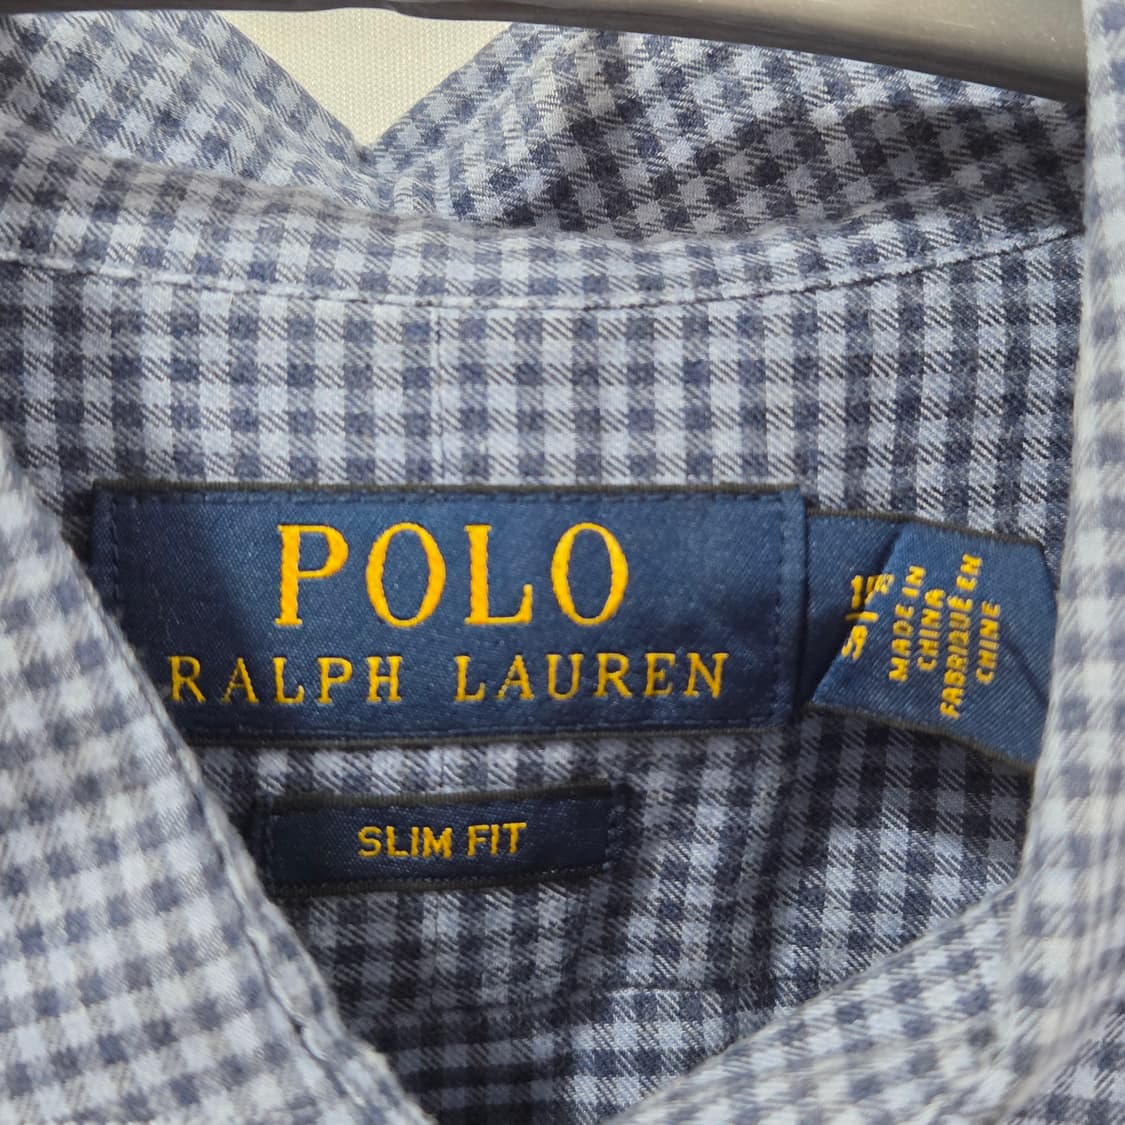 POLO
RALPH LAUREN
SLIM FIT
MADE IN
CHINA
FABRIQUÉ EN
CHINE